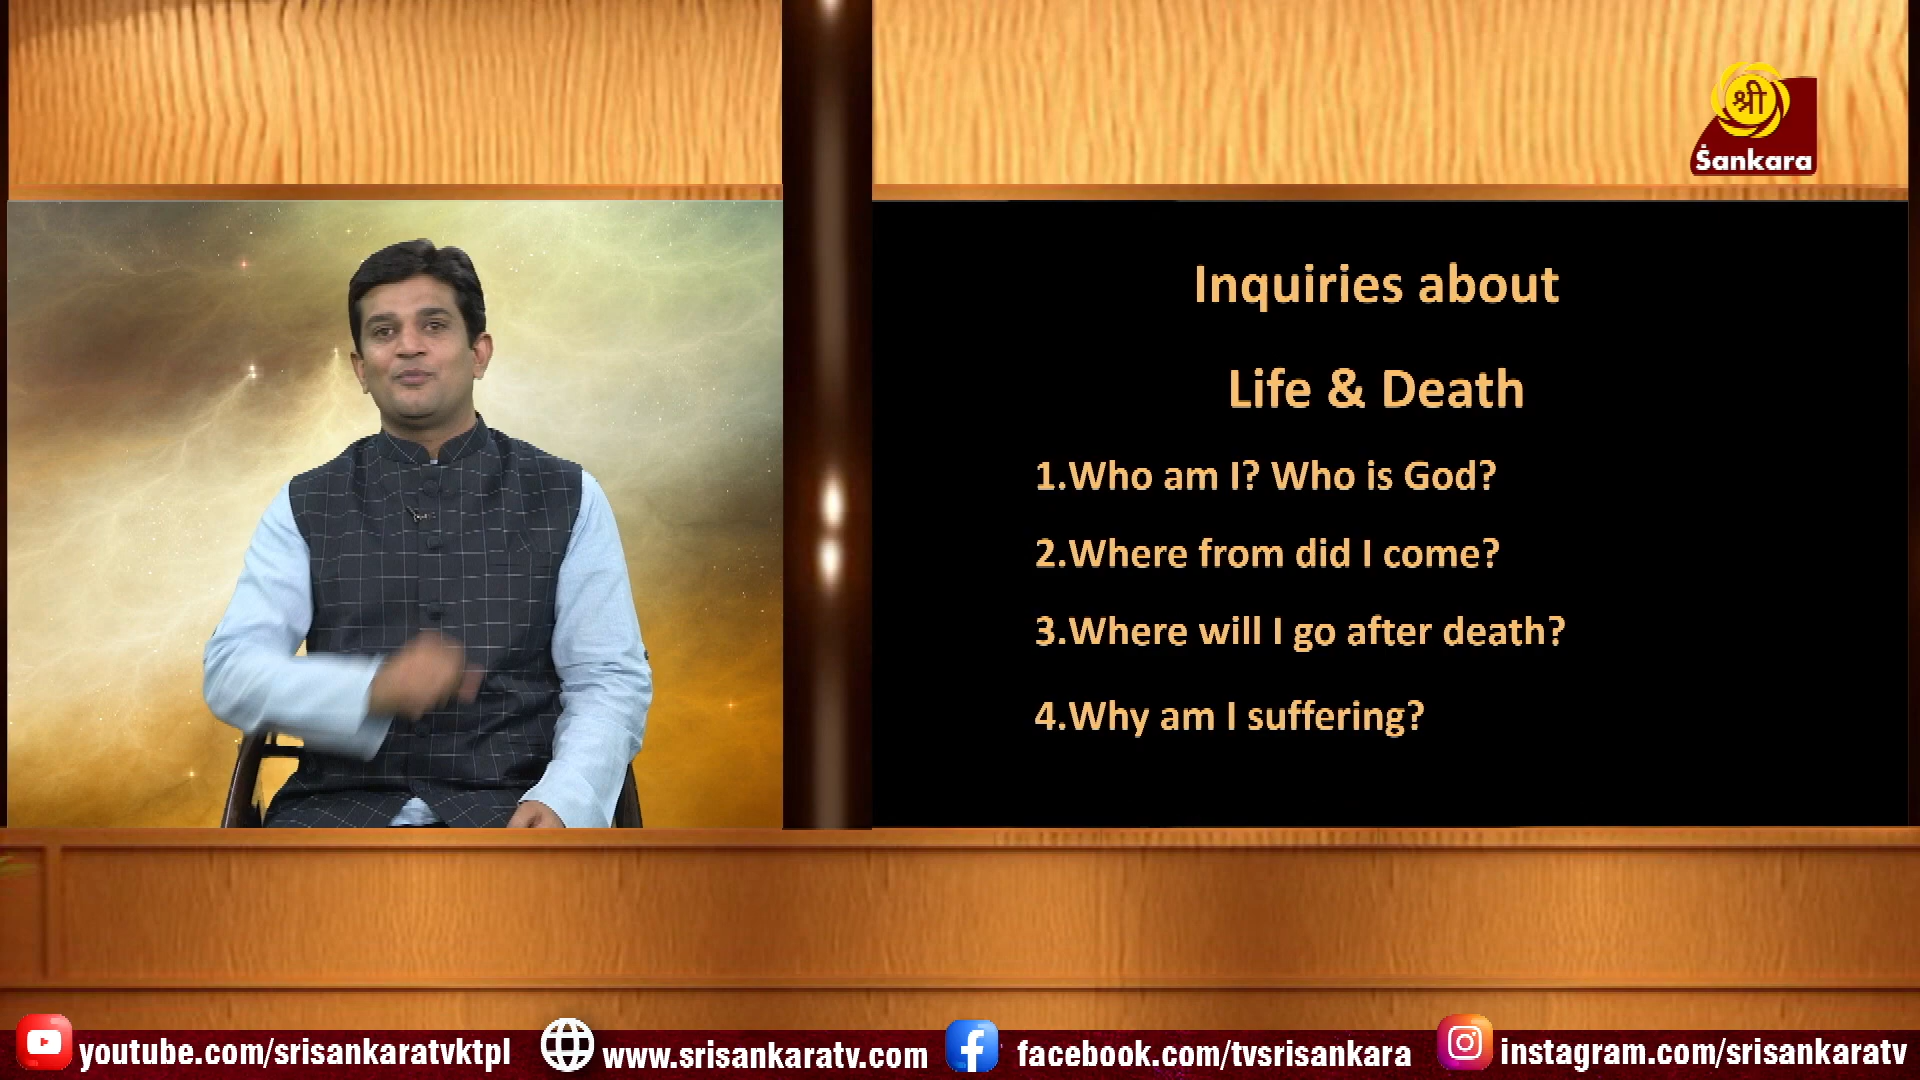 श्री
Śankara
Inquiries about
Life & Death
1.Who am I? Who is God?
2.Where from did I come?
3.Where will I go after death?
4.Why am I suffering?
youtube.com/srisankaratvktpl
www.srisankaratv.com
facebook.com/tvsrisankara
instagram.com/srisankaratv